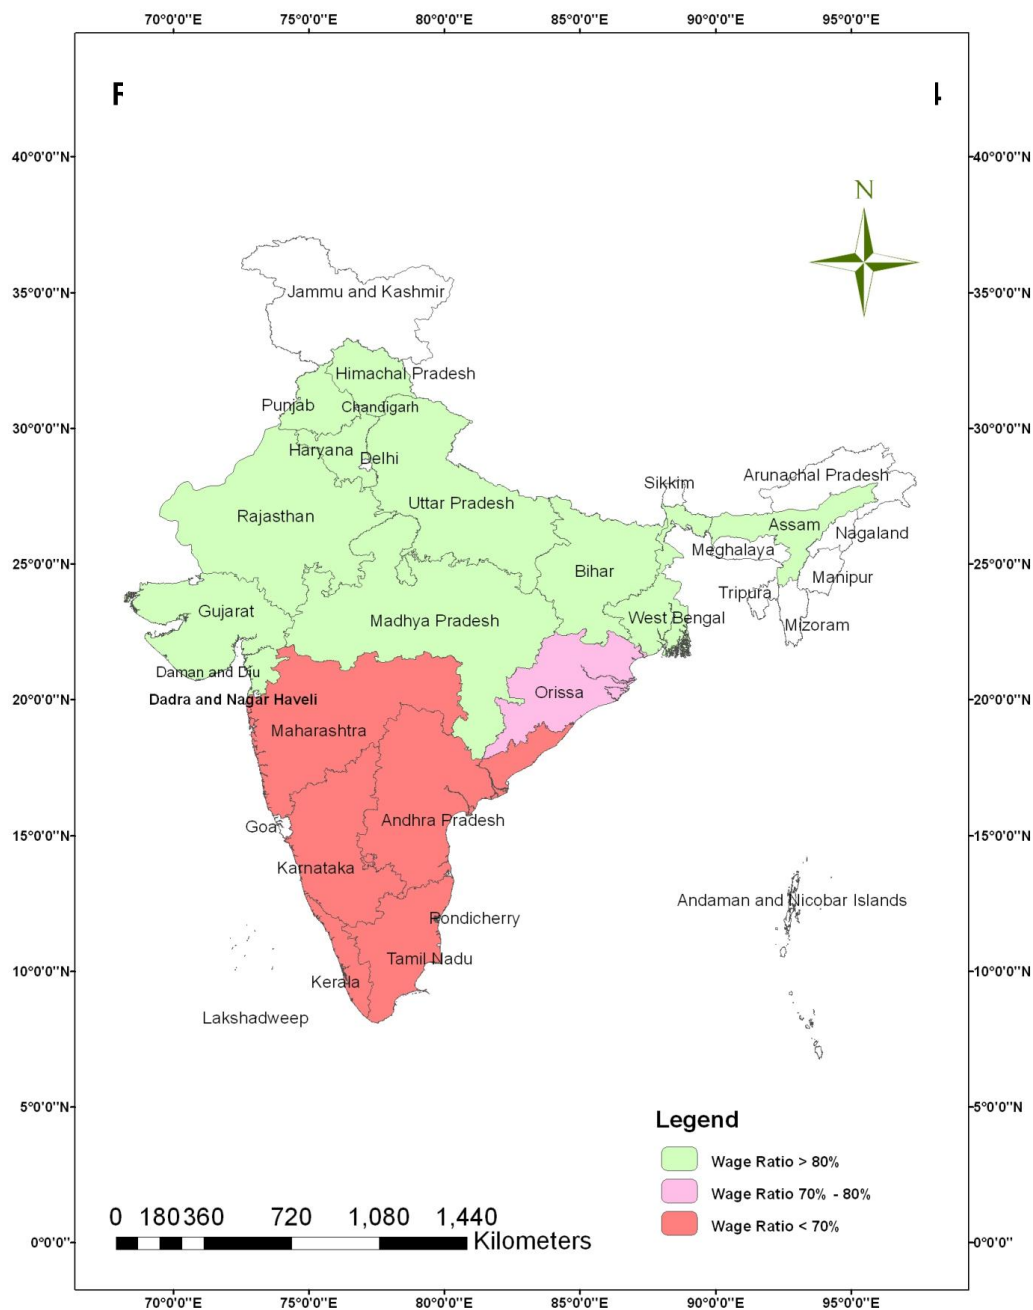 70°0'0"E 75°0'0"E 80°0'0"E 85°0'0"E 90°0'0"E 95°0'0"E
40°0'0"N 40°0'0"N
N
35°0'0"N 35°0'0"N
Jammu and Kashmir
Himachal Pradesh
Punjab
Chandigarh
30°0'0"N 30°0'0"N
Haryana
Delhi
Arunachal Pradesh
Sikkim
Uttar Pradesh
Rajasthan
Assam
Nagaland
Meghalaya
25°0'0"N 25°0'0"N
Bihar
Manipur
Tripura
Gujarat
Madhya Pradesh
West Bengal
Mizoram
Daman and Diu
Orissa
Dadra and Nagar Haveli
20°0'0"N 20°0'0"N
Maharashtra
Andhra Pradesh
Goa
15°0'0"N 15°0'0"N
Karnataka
Andaman and Nicobar Islands
Pondicherry
Tamil Nadu
10°0'0"N 10°0'0"N
Kerala
Lakshadweep
5°0'0"N 5°0'0"N
Legend
Wage Ratio > 80%
Wage Ratio 70% - 80%
Wage Ratio < 70%
0 180 360 720 1,080 1,440
Kilometers
0°0'0" 0°0'0"
70°0'0"E 75°0'0"E 80°0'0"E 85°0'0"E 90°0'0"E 95°0'0"E